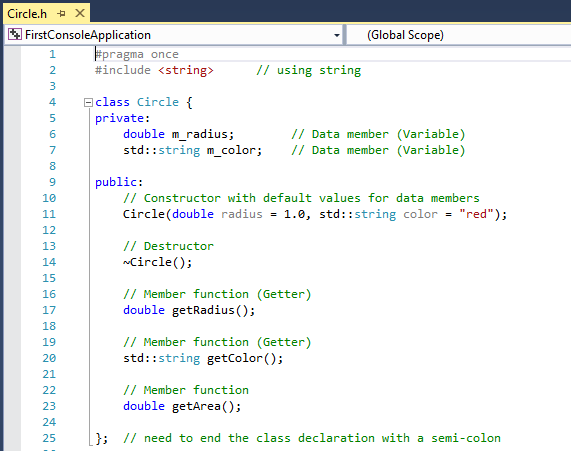 Circle.h
FirstConsoleApplication (Global Scope)
1 #pragma once
2 #include <string> // using string
3
4 class Circle {
5 private:
6 double m_radius; // Data member (Variable)
7 std::string m_color; // Data member (Variable)
8
9 public:
10 // Constructor with default values for data members
11 Circle(double radius = 1.0, std::string color = "red");
12
13 // Destructor
14 ~Circle();
15
16 // Member function (Getter)
17 double getRadius();
18
19 // Member function (Getter)
20 std::string getColor();
21
22 // Member function
23 double getArea();
24
25 }; // need to end the class declaration with a semi-colon